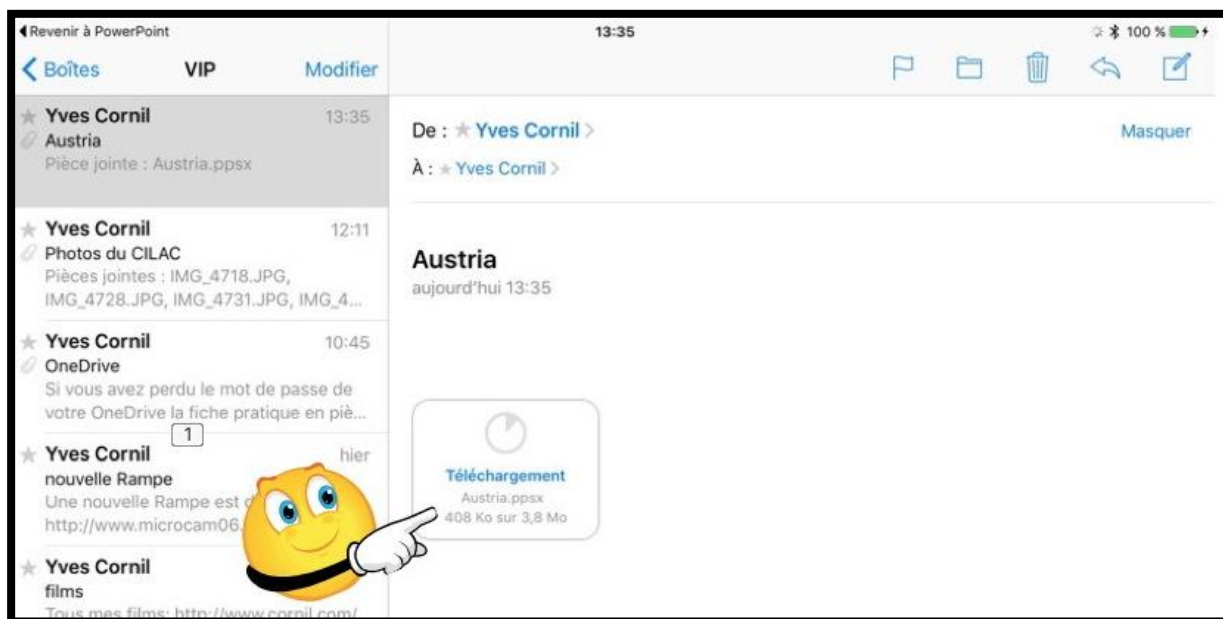 Revenir à PowerPoint
13:35
100 %
Boîtes
VIP
Modifier
Yves Cornil
13:35
Austria
Pièce jointe : Austria.ppsx
Yves Cornil
12:11
Photos du CILAC
Pièces jointes : IMG_4718.JPG,
IMG_4728.JPG, IMG_4731.JPG, IMG_4...
Yves Cornil
10:45
OneDrive
Si vous avez perdu le mot de passe de
votre OneDrive la fiche pratique en piè...
1
Yves Cornil
hier
nouvelle Rampe
Une nouvelle Rampe est
http://www.microcam06.
Yves Cornil
films
Tous mes films: http://www.cornil.com/
De : Yves Cornil
Masquer
À : Yves Cornil
Austria
aujourd'hui 13:35
Téléchargement
Austria.ppsx
408 Ko sur 3,8 Mo